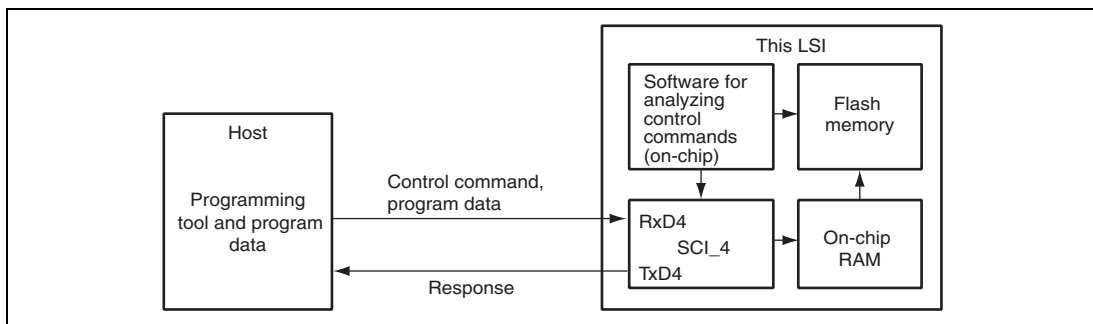 This LSI
Software for
analyzing
control
commands
(on-chip)
Flash
memory
Host
Programming
tool and program
data
Control command,
program data
RxD4
SCI_4
TxD4
On-chip
RAM
Response